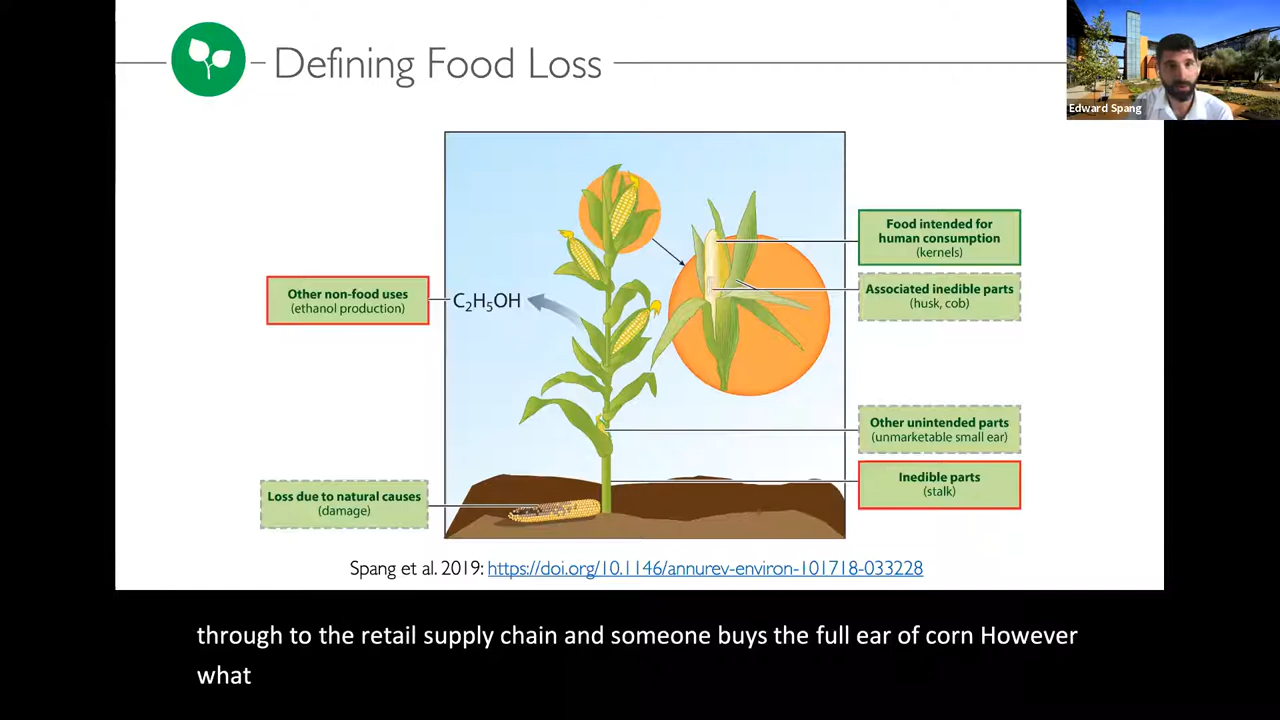 Defining Food Loss
Edward Spang
Food intended for
human consumption
(kernels)
Associated inedible parts
(husk, cob)
Other non-food uses
(ethanol production)
C₂H₅OH
Other unintended parts
(unmarketable small ear)
Inedible parts
(stalk)
Loss due to natural causes
(damage)
Spang et al. 2019: https://doi.org/10.1146/annurev-environ-101718-033228
through to the retail supply chain and someone buys the full ear of corn However
what